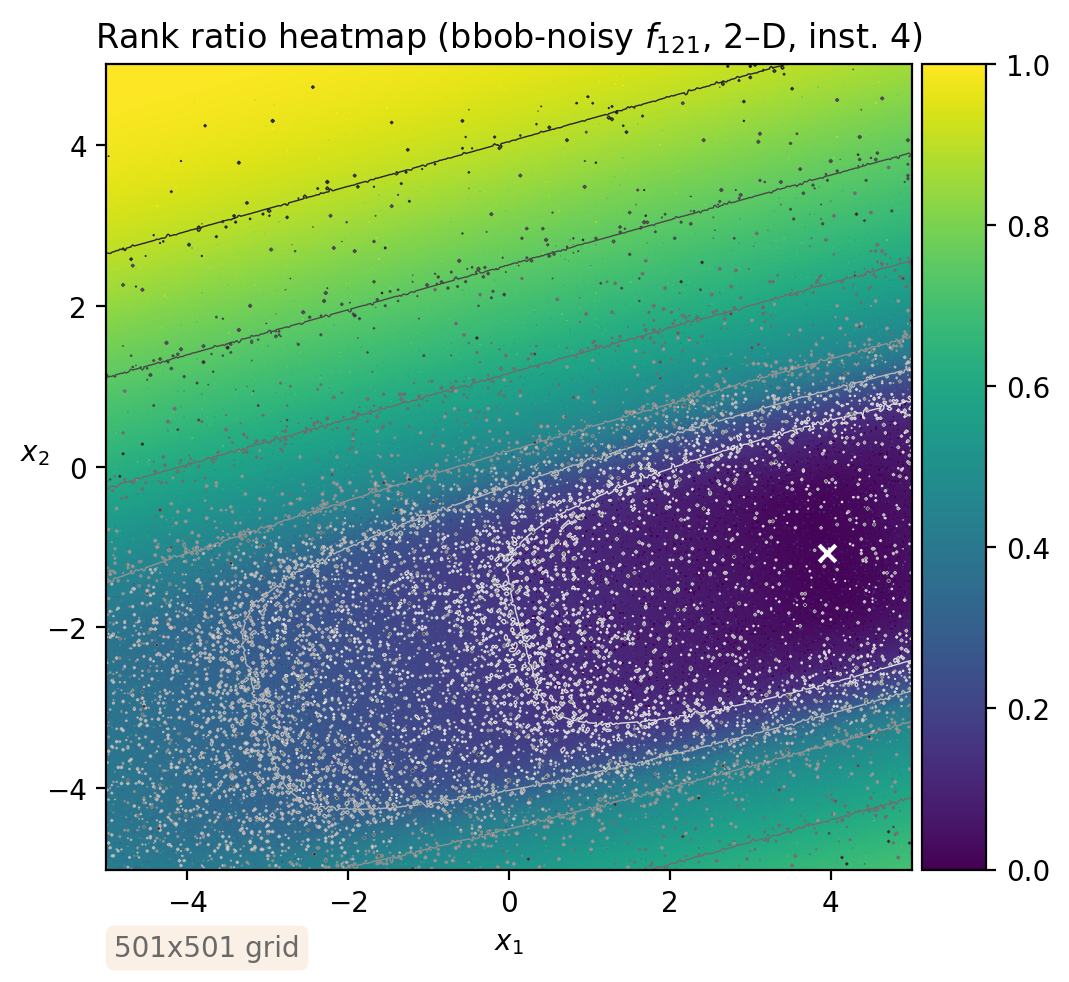 Rank ratio heatmap (bbob-noisy f₁₂₁, 2–D, inst. 4)
1.0
0.8
0.6
0.4
0.2
0.0
4
2
0
−2
−4
x₂
−4 −2 0 2 4
x₁
501x501 grid